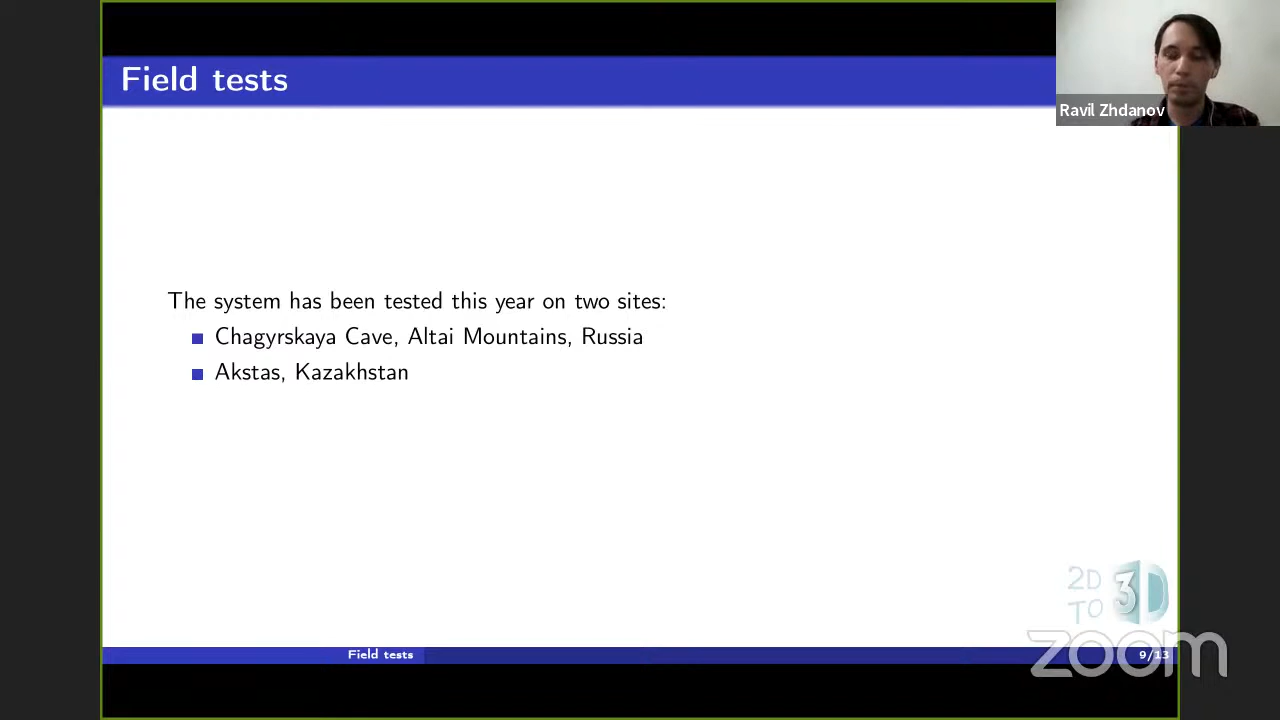 Field tests
Ravil Zhdanov
The system has been tested this year on two sites:
Chagyrskaya Cave, Altai Mountains, Russia
Akstas, Kazakhstan
2D
TO 3D
zoom
Field tests
9/13